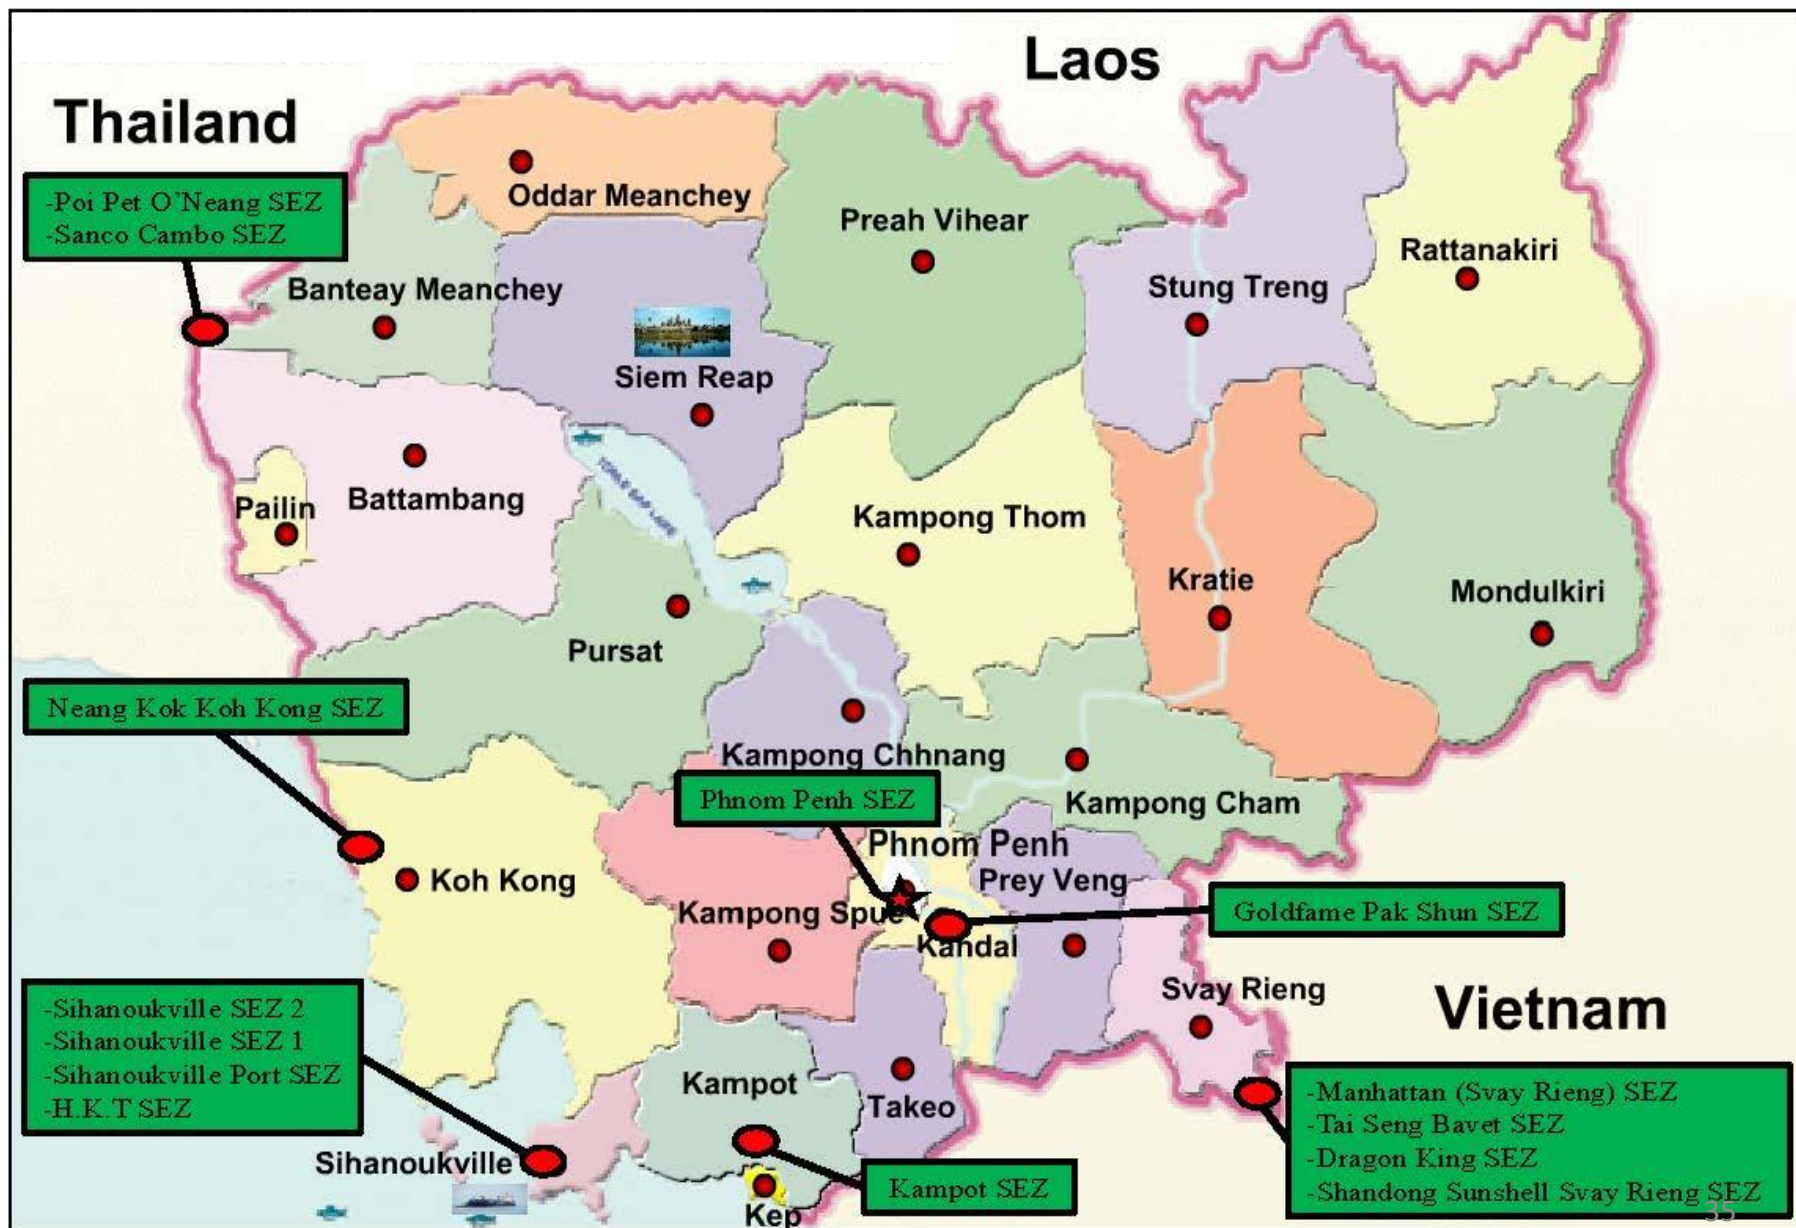 Laos
Thailand
-Poi Pet O'Neang SEZ
-Sanco Cambo SEZ
Oddar Meanchey
Preah Vihear
Rattanakiri
Banteay Meanchey
Stung Treng
Siem Reap
TONLE SAP LAKE
Pailin
Battambang
Kampong Thom
Kratie
Mondulkiri
Pursat
Neang Kok Koh Kong SEZ
Kampong Chhnang
Phnom Penh SEZ
Kampong Cham
Phnom Penh
Koh Kong
Prey Veng
Kampong Spue
Goldfame Pak Shun SEZ
Kandal
Svay Rieng
Vietnam
-Sihanoukville SEZ 2
-Sihanoukville SEZ 1
-Sihanoukville Port SEZ
-H.K.T SEZ
Kampot
Takeo
-Manhattan (Svay Rieng) SEZ
-Tai Seng Bavet SEZ
-Dragon King SEZ
-Shandong Sunshell Svay Rieng SEZ
Sihanoukville
Kampot SEZ
Kep
35